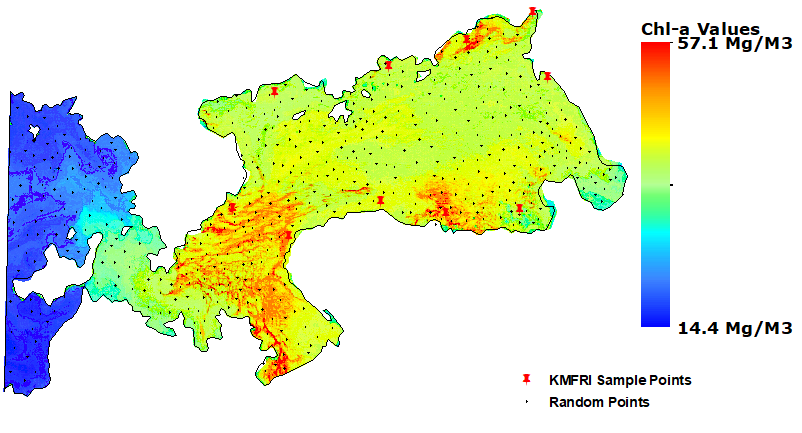 Chl-a Values
57.1 Mg/M3
14.4 Mg/M3
KMFRI Sample Points
Random Points